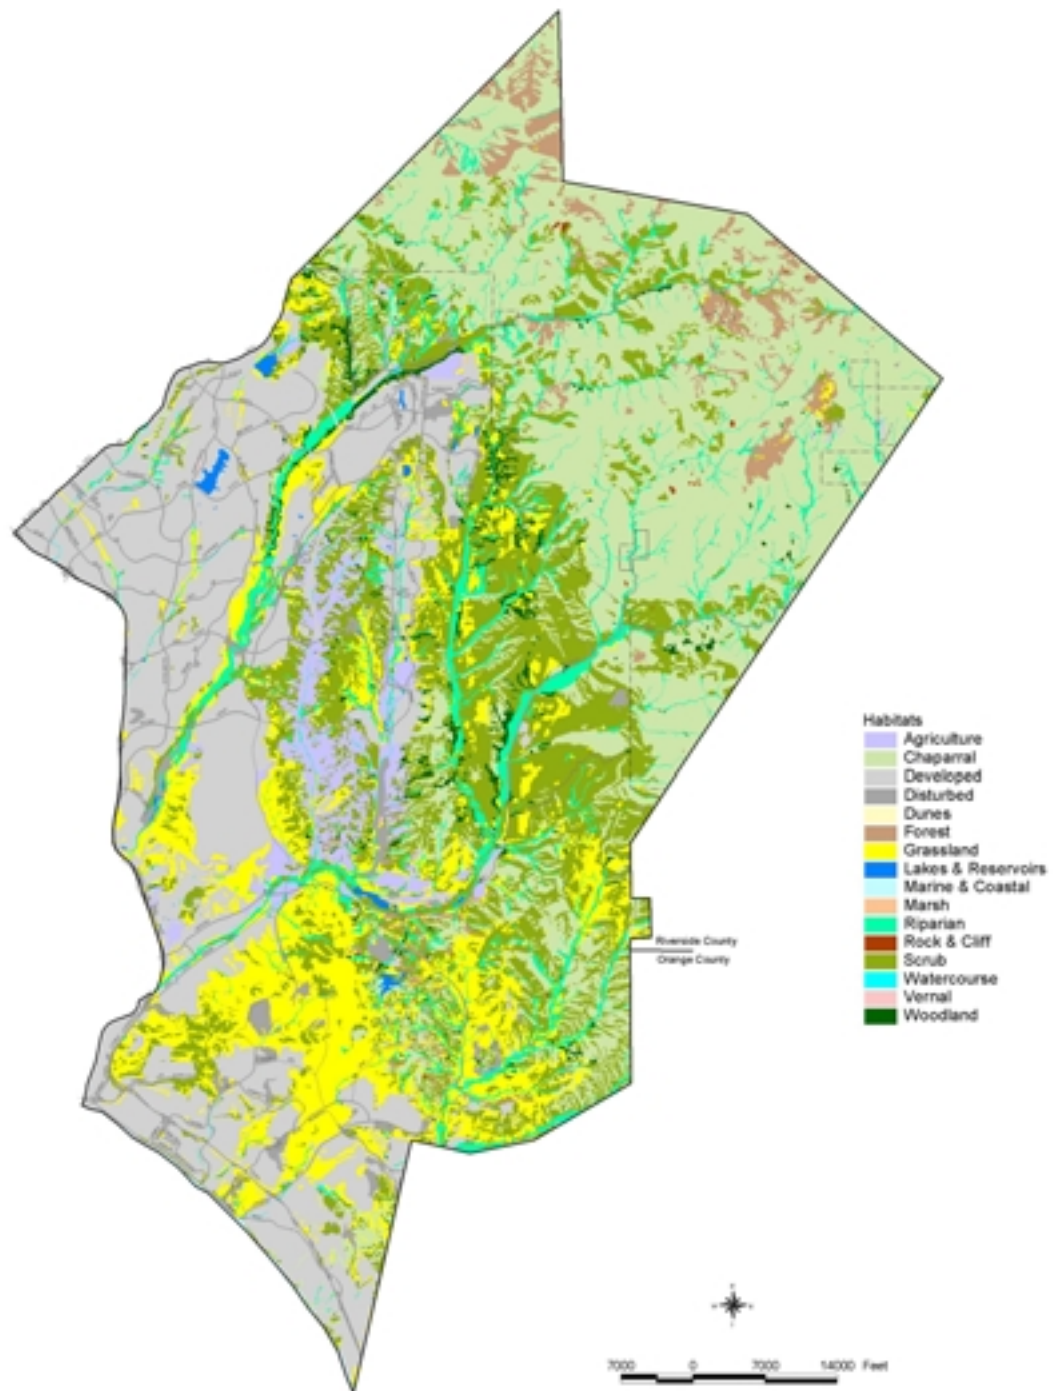 Habitats
Agriculture
Chaparral
Developed
Disturbed
Dunes
Forest
Grassland
Lakes & Reservoirs
Marine & Coastal
Marsh
Riparian
Riverside County
Rock & Cliff
Orange County
Scrub
Watercourse
Vernal
Woodland
7000 0 7000 14000 Feet